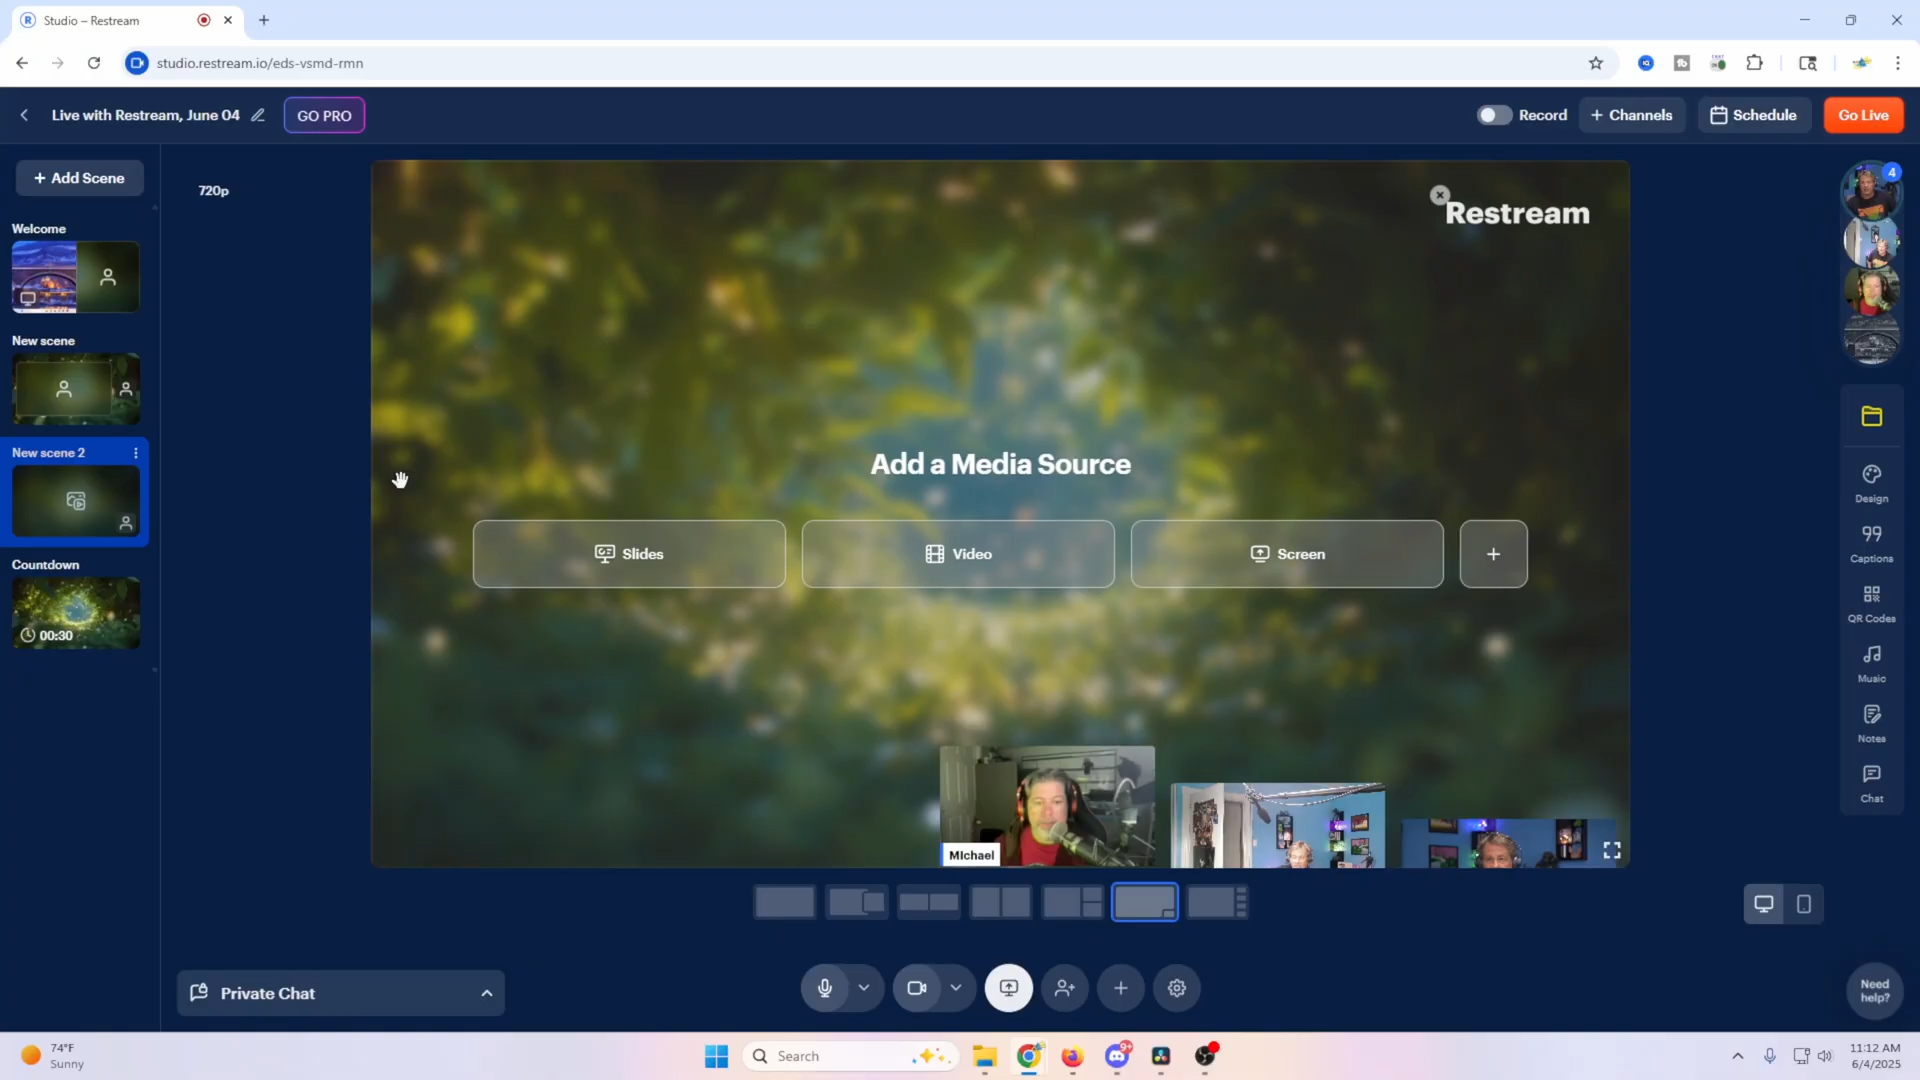 Studio – Restream
studio.restream.io/eds-vsmd-rmn
Live with Restream, June 04
GO PRO
Record
+ Channels
Schedule
Go Live
+ Add Scene
720p
4
Restream
Welcome
New scene
New scene 2
Countdown
00:30
Add a Media Source
Slides
Video
Screen
+
Design
Captions
QR Codes
Music
Notes
Chat
MIchael
Private Chat
Need
help?
74°F
Sunny
Search
9+
11:12 AM
6/4/2025